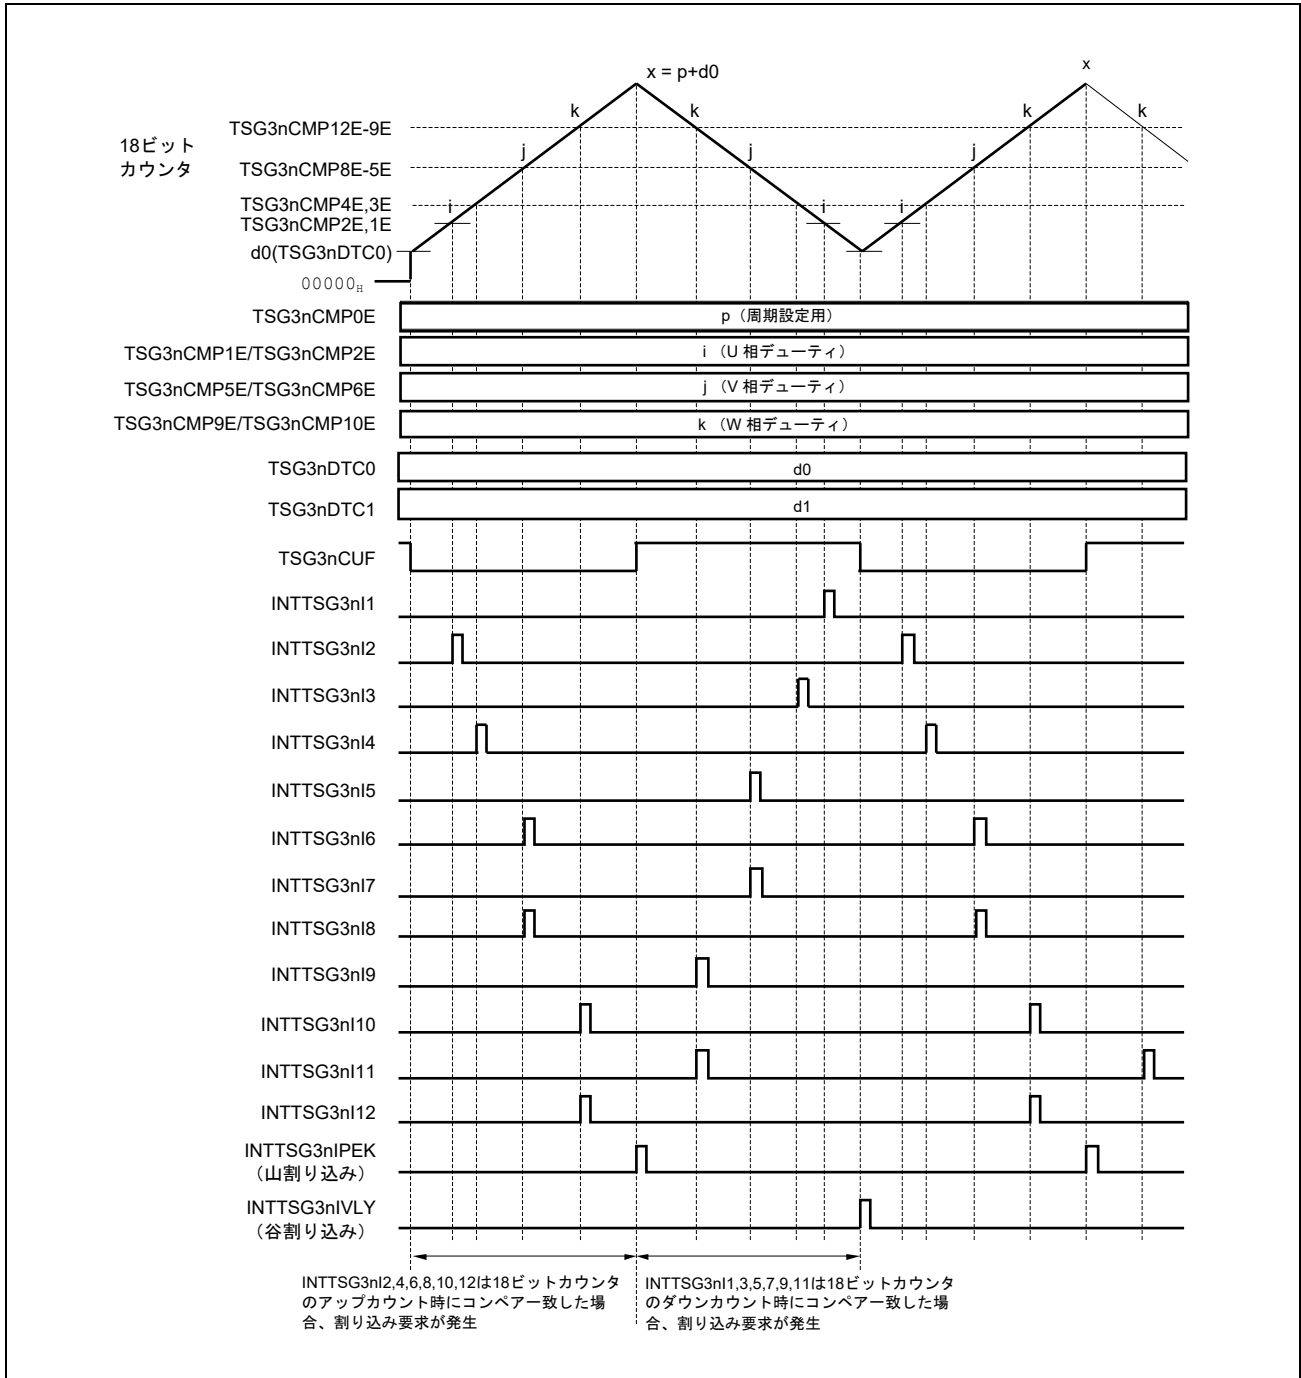 x = p+d0
x
k
k
k
k
TSG3nCMP12E-9E
18ビット
カウンタ
j
j
j
TSG3nCMP8E-5E
TSG3nCMP4E,3E
i
i
i
TSG3nCMP2E,1E
d0(TSG3nDTC0)
00000H
TSG3nCMP0E
p（周期設定用）
TSG3nCMP1E/TSG3nCMP2E
i （U 相デューティ）
TSG3nCMP5E/TSG3nCMP6E
j （V 相デューティ）
TSG3nCMP9E/TSG3nCMP10E
k （W 相デューティ）
TSG3nDTC0
d0
TSG3nDTC1
d1
TSG3nCUF
INTTSG3nI1
INTTSG3nI2
INTTSG3nI3
INTTSG3nI4
INTTSG3nI5
INTTSG3nI6
INTTSG3nI7
INTTSG3nI8
INTTSG3nI9
INTTSG3nI10
INTTSG3nI11
INTTSG3nI12
INTTSG3nIPEK
（山割り込み）
INTTSG3nIVLY
（谷割り込み）
INTTSG3nI2,4,6,8,10,12は18ビットカウンタ
のアップカウント時にコンペアー致した場
合、割り込み要求が発生
INTTSG3nI1,3,5,7,9,11は18ビットカウンタ
のダウンカウント時にコンペアー致した場
合、割り込み要求が発生